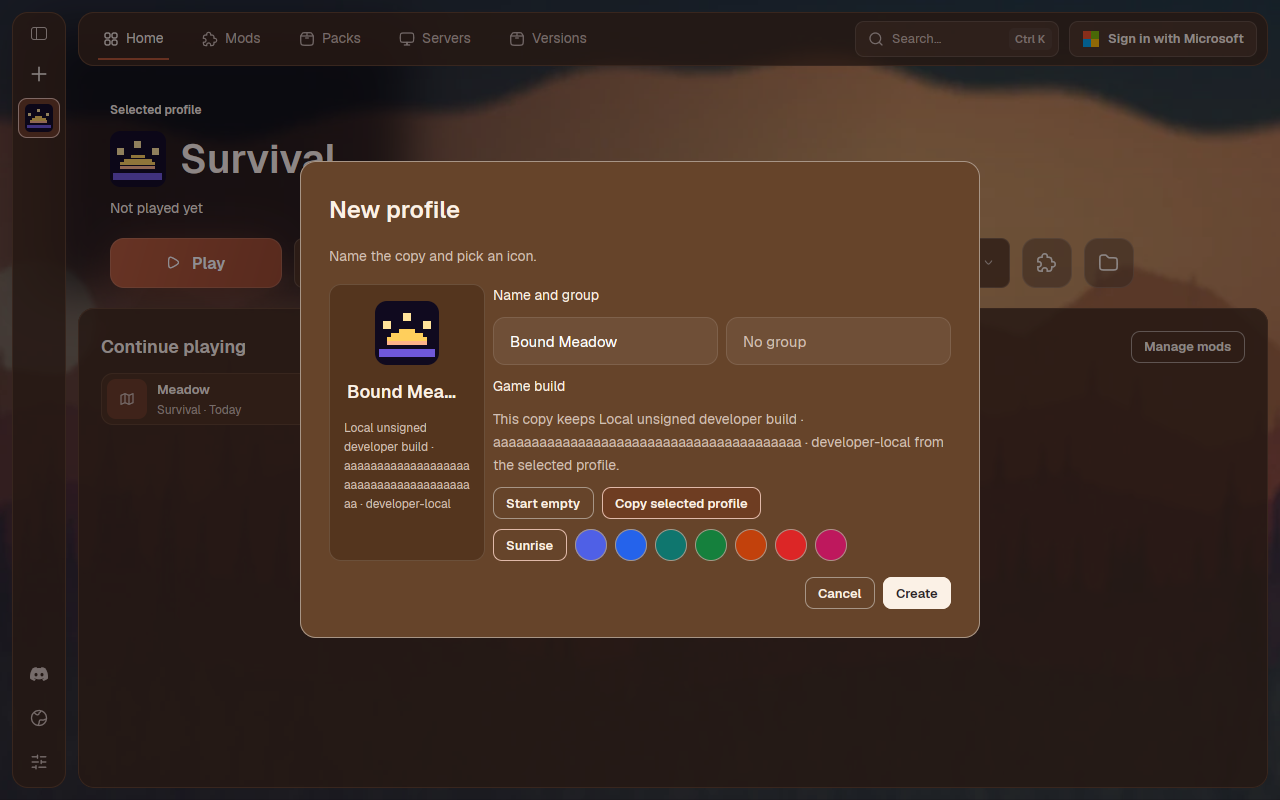 Home
Mods
Packs
Servers
Versions
Search...
Ctrl K
Sign in with Microsoft
Selected profile
Survival
Not played yet
Play
Continue playing
Manage mods
Meadow
Survival · Today
New profile
Name the copy and pick an icon.
Bound Mea...
Local unsigned
developer build ·
aaaaaaaaaaaaaaaaaaa
aaaaaaaaaaaaaaaaaaa
aa · developer-local
Name and group
Bound Meadow
No group
Game build
This copy keeps Local unsigned developer build ·
aaaaaaaaaaaaaaaaaaaaaaaaaaaaaaaaaaaaaaaa · developer-local from
the selected profile.
Start empty
Copy selected profile
Sunrise
Cancel
Create